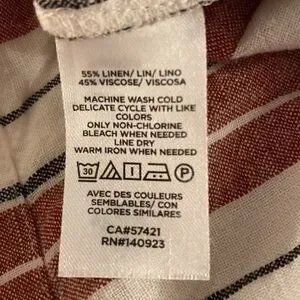 55% LINEN/ LIN/ LINO
45% VISCOSE/ VISCOSA
MACHINE WASH COLD
DELICATE CYCLE WITH LIKE
COLORS
ONLY NON-CHLORINE
BLEACH WHEN NEEDED
LINE DRY
WARM IRON WHEN NEEDED
30 P
AVEC DES COULEURS
SEMBLABLES/ CON
COLORES SIMILARES
CA#57421
RN#140923